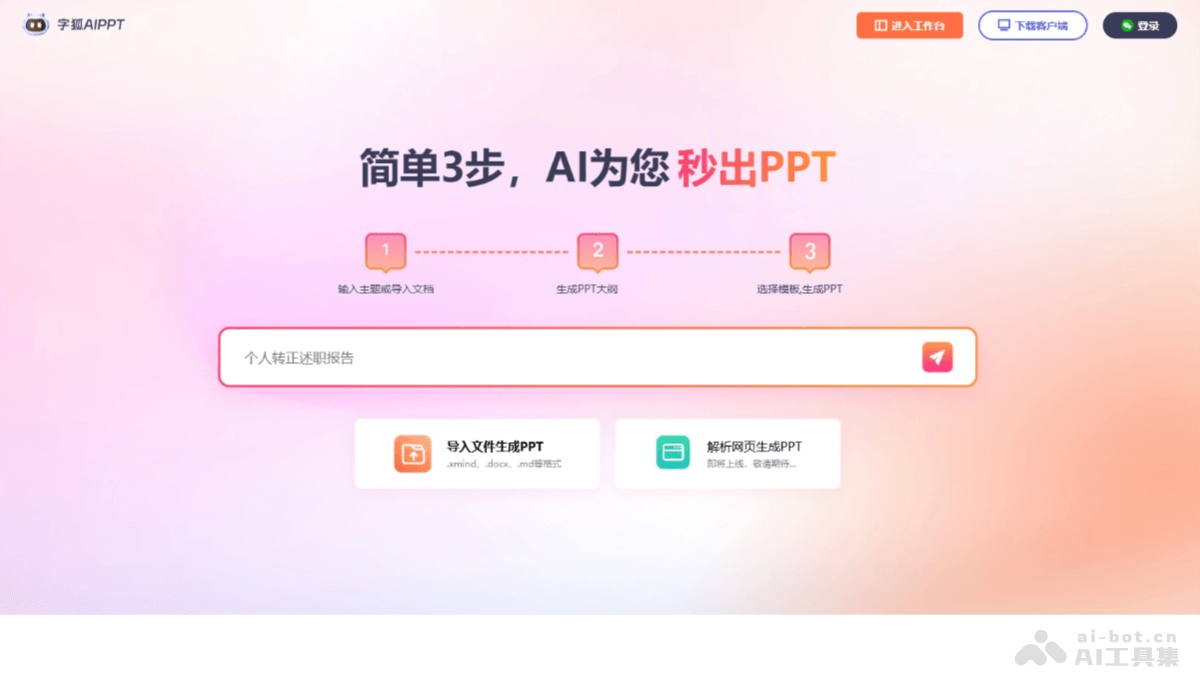 字狐AIPPT
进入工作台
下载客户端
登录
简单3步，AI为您秒出PPT
1
2
3
输入主题或导入文档
生成PPT大纲
选择模板,生成PPT
个人转正述职报告
导入文件生成PPT
.xmind、.docx、.md等格式
解析网页生成PPT
即将上线，敬请期待...
ai-bot.cn
AI工具集